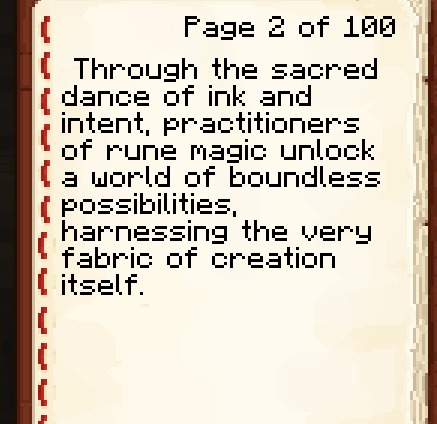 Page 2 of 100
Through the sacred
dance of ink and
intent, practitioners
of rune magic unlock
a world of boundless
possibilities,
harnessing the very
fabric of creation
itself.